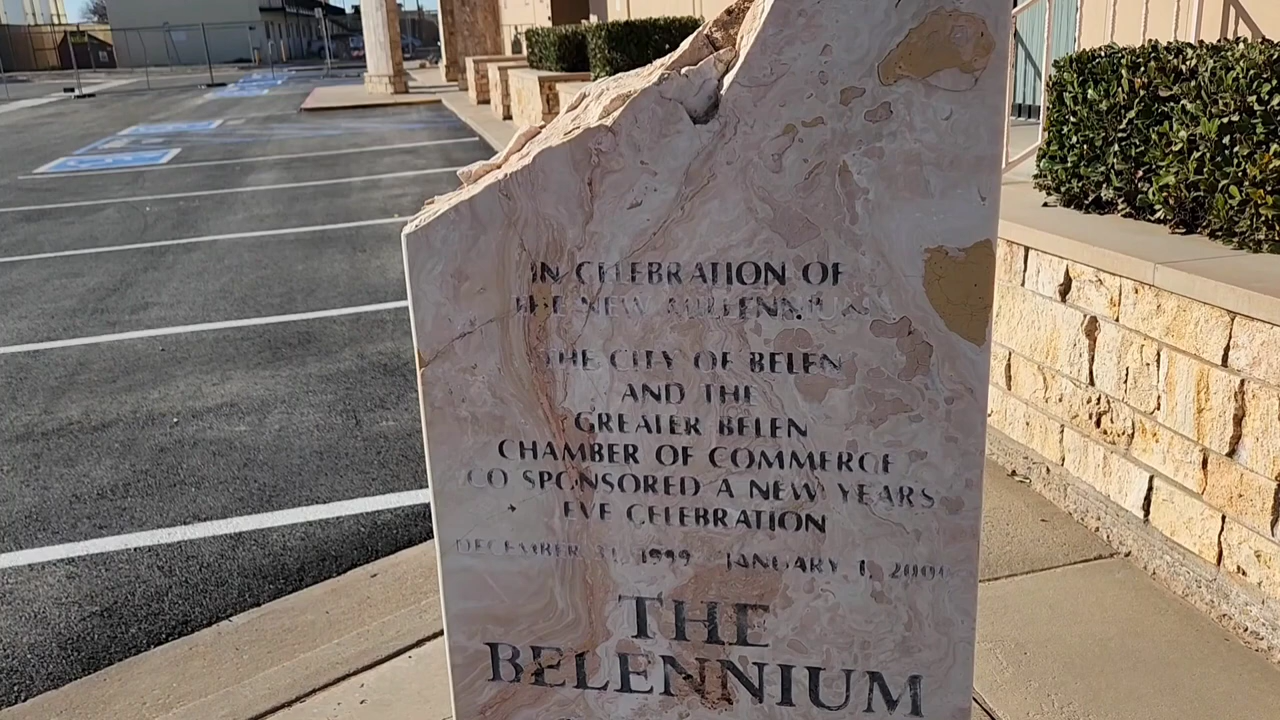 IN CELEBRATION OF
THE NEW MILLENNIUM
THE CITY OF BELEN
AND THE
GREATER BELEN
CHAMBER OF COMMERCE
CO SPONSORED A NEW YEARS
EVE CELEBRATION
DECEMBER 31, 1999 JANUARY 1, 2000
THE
BELENNIUM